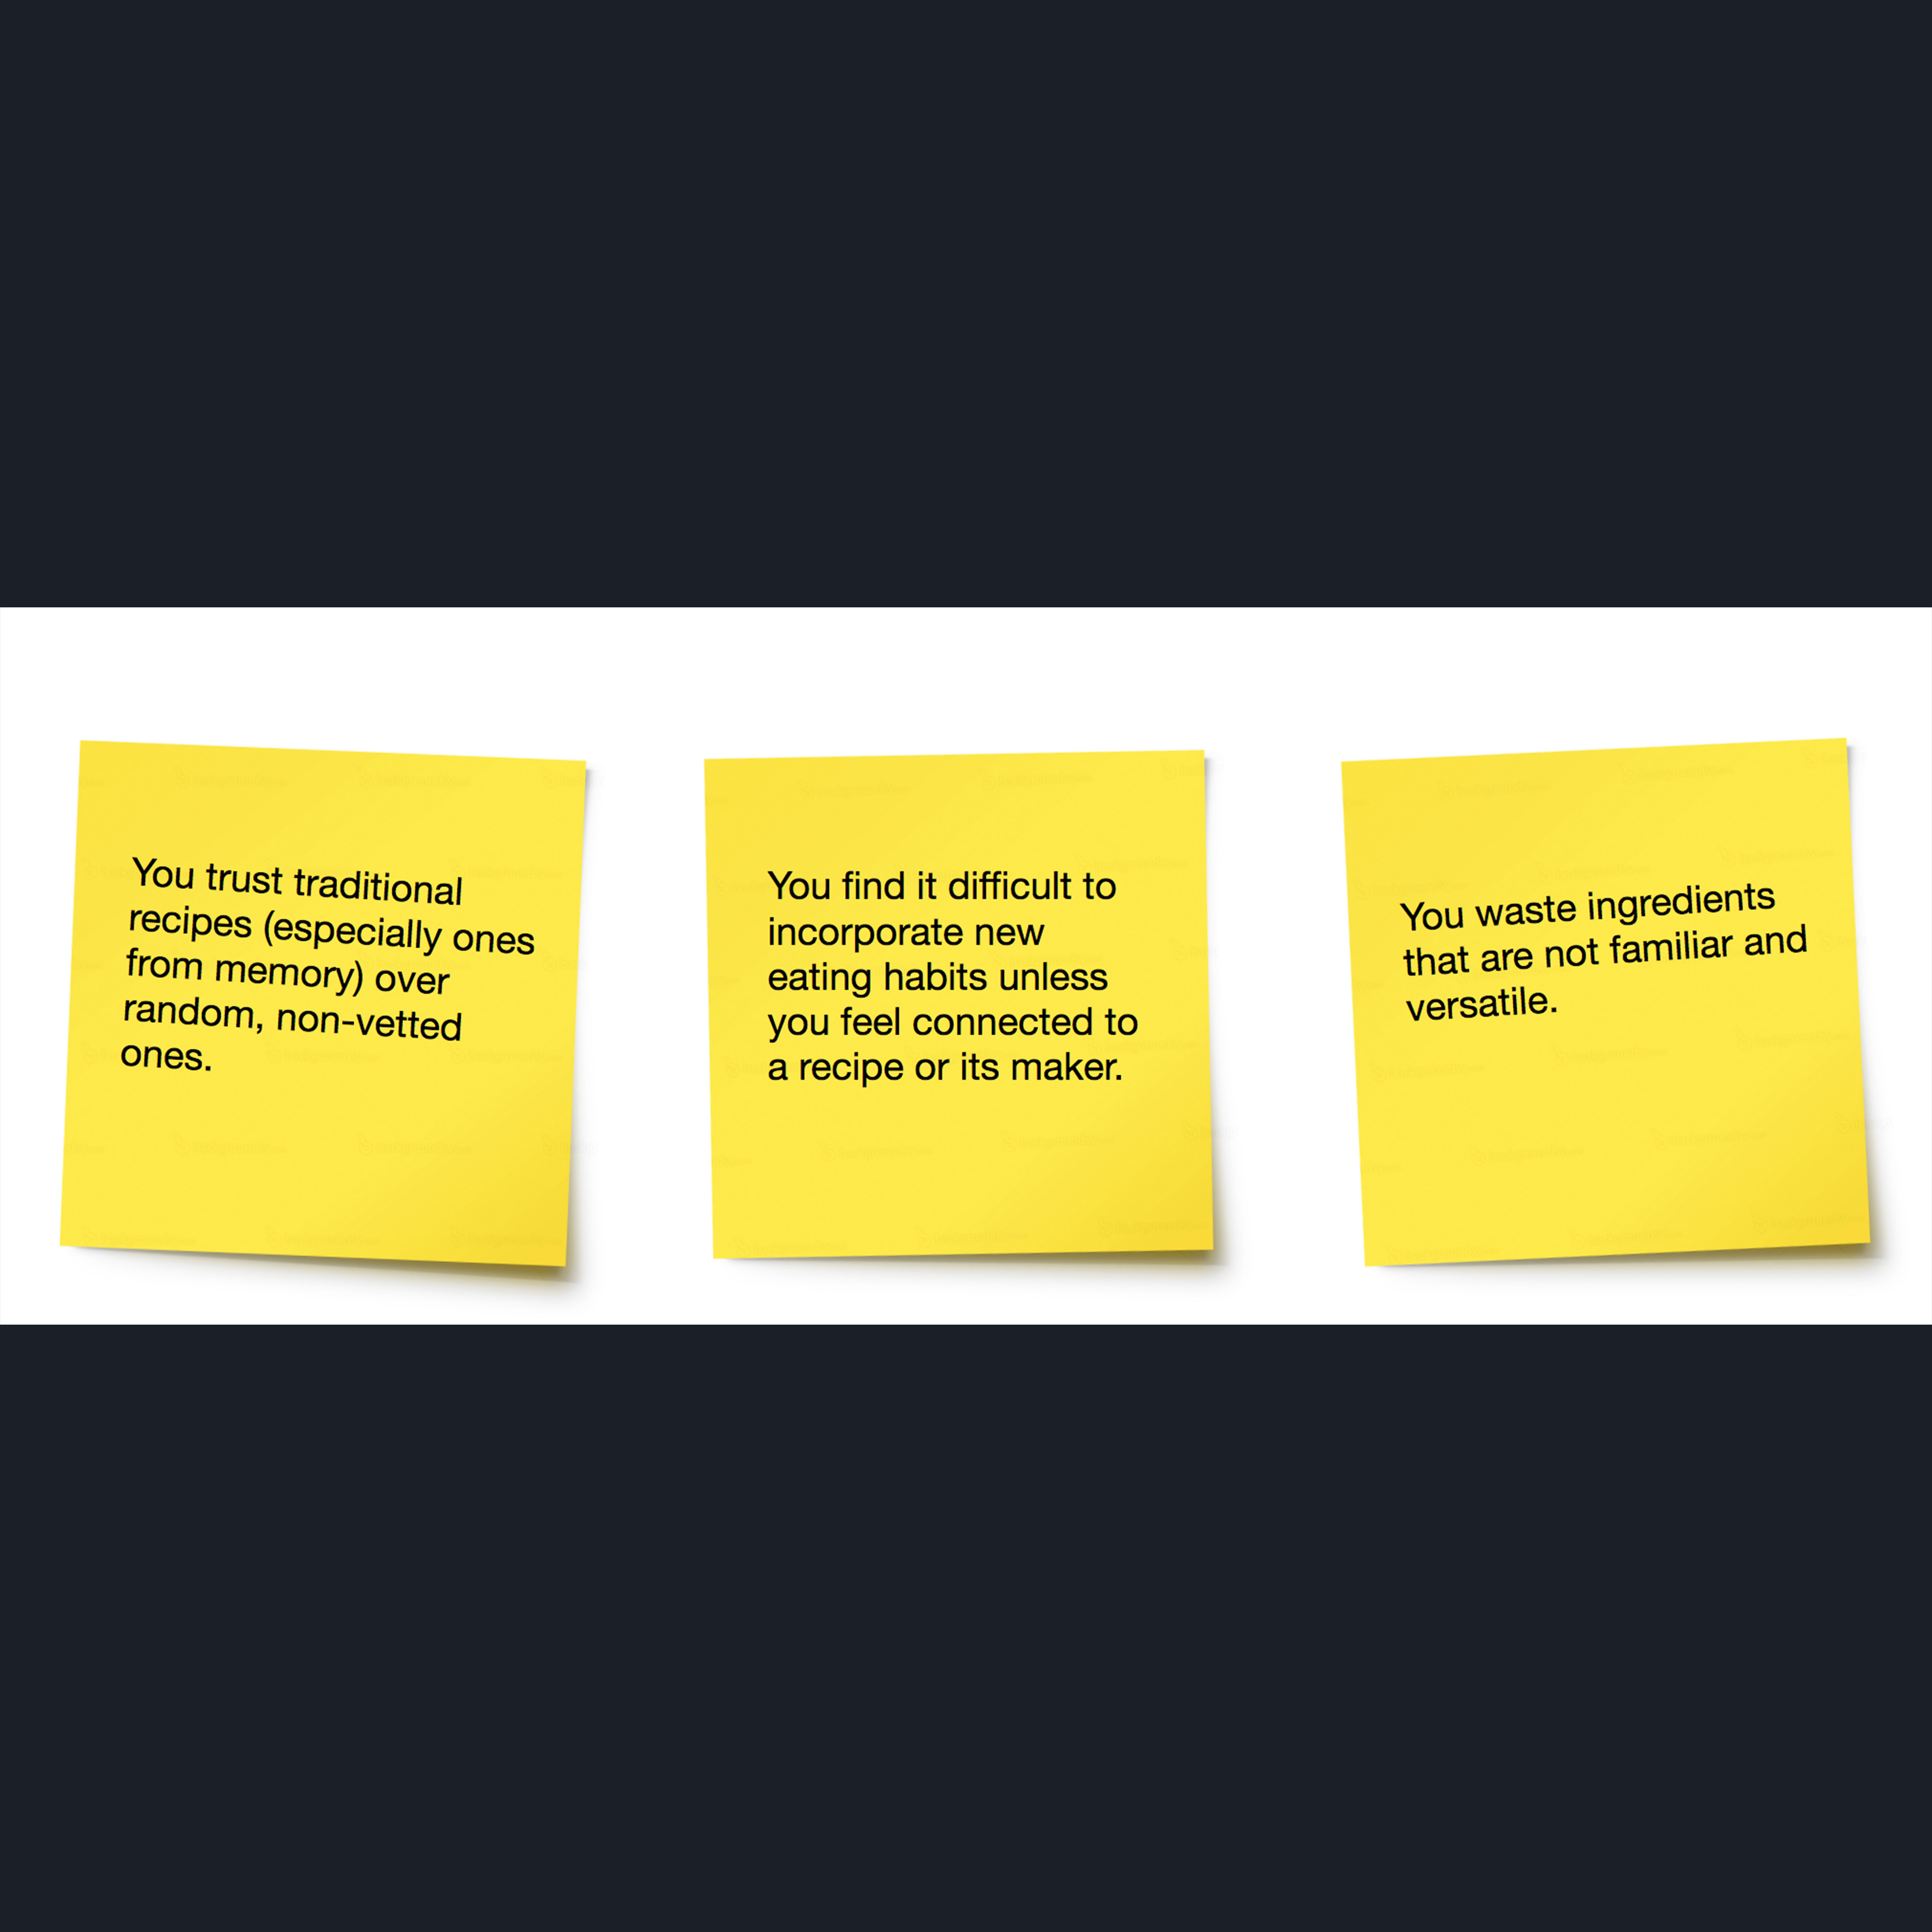 You trust traditional
recipes (especially ones
from memory) over
random, non-vetted
ones.
You find it difficult to
incorporate new
eating habits unless
you feel connected to
a recipe or its maker.
You waste ingredients
that are not familiar and
versatile.